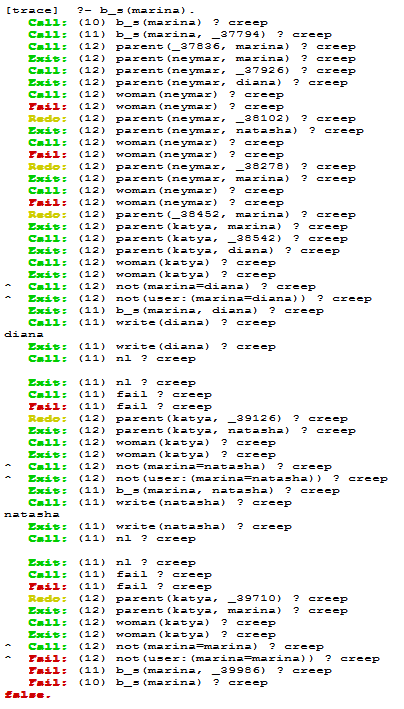 [trace]  ?- b_s(marina).
   Call: (10) b_s(marina) ? creep
   Call: (11) b_s(marina, _37794) ? creep
   Call: (12) parent(_37836, marina) ? creep
   Exit: (12) parent(neymar, marina) ? creep
   Call: (12) parent(neymar, _37926) ? creep
   Exit: (12) parent(neymar, diana) ? creep
   Call: (12) woman(neymar) ? creep
   Fail: (12) woman(neymar) ? creep
   Redo: (12) parent(neymar, _38102) ? creep
   Exit: (12) parent(neymar, natasha) ? creep
   Call: (12) woman(neymar) ? creep
   Fail: (12) woman(neymar) ? creep
   Redo: (12) parent(neymar, _38278) ? creep
   Exit: (12) parent(neymar, marina) ? creep
   Call: (12) woman(neymar) ? creep
   Fail: (12) woman(neymar) ? creep
   Redo: (12) parent(_38452, marina) ? creep
   Exit: (12) parent(katya, marina) ? creep
   Call: (12) parent(katya, _38542) ? creep
   Exit: (12) parent(katya, diana) ? creep
   Call: (12) woman(katya) ? creep
   Exit: (12) woman(katya) ? creep
^  Call: (12) not(marina=diana) ? creep
^  Exit: (12) not(user:(marina=diana)) ? creep
   Exit: (11) b_s(marina, diana) ? creep
   Call: (11) write(diana) ? creep
diana
   Exit: (11) write(diana) ? creep
   Call: (11) nl ? creep
   Exit: (11) nl ? creep
   Call: (11) fail ? creep
   Fail: (11) fail ? creep
   Redo: (12) parent(katya, _39126) ? creep
   Exit: (12) parent(katya, natasha) ? creep
   Call: (12) woman(katya) ? creep
   Exit: (12) woman(katya) ? creep
^  Call: (12) not(marina=natasha) ? creep
^  Exit: (12) not(user:(marina=natasha)) ? creep
   Exit: (11) b_s(marina, natasha) ? creep
   Call: (11) write(natasha) ? creep
natasha
   Exit: (11) write(natasha) ? creep
   Call: (11) nl ? creep
   Exit: (11) nl ? creep
   Call: (11) fail ? creep
   Fail: (11) fail ? creep
   Redo: (12) parent(katya, _39710) ? creep
   Exit: (12) parent(katya, marina) ? creep
   Call: (12) woman(katya) ? creep
   Exit: (12) woman(katya) ? creep
^  Call: (12) not(marina=marina) ? creep
^  Fail: (12) not(user:(marina=marina)) ? creep
   Fail: (11) b_s(marina, _39986) ? creep
   Fail: (10) b_s(marina) ? creep
false.